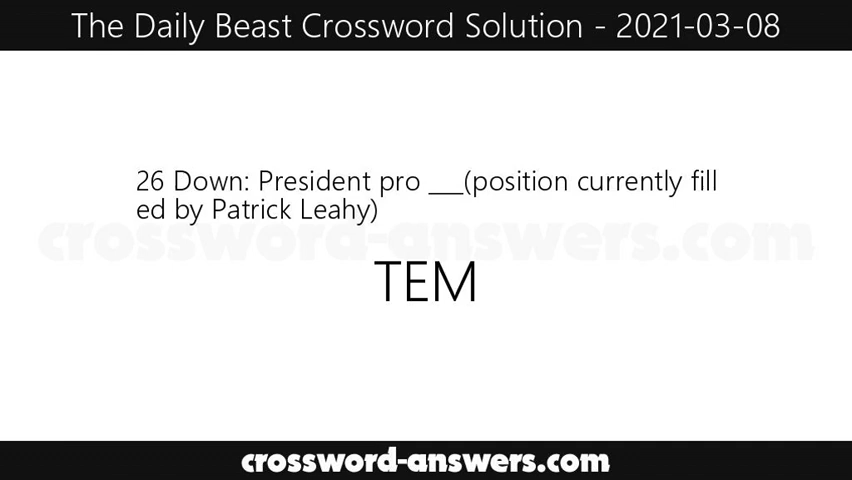 The Daily Beast Crossword Solution - 2021-03-08
26 Down: President pro ___(position currently fill
ed by Patrick Leahy)
crossword-answers.com
TEM
crossword-answers.com